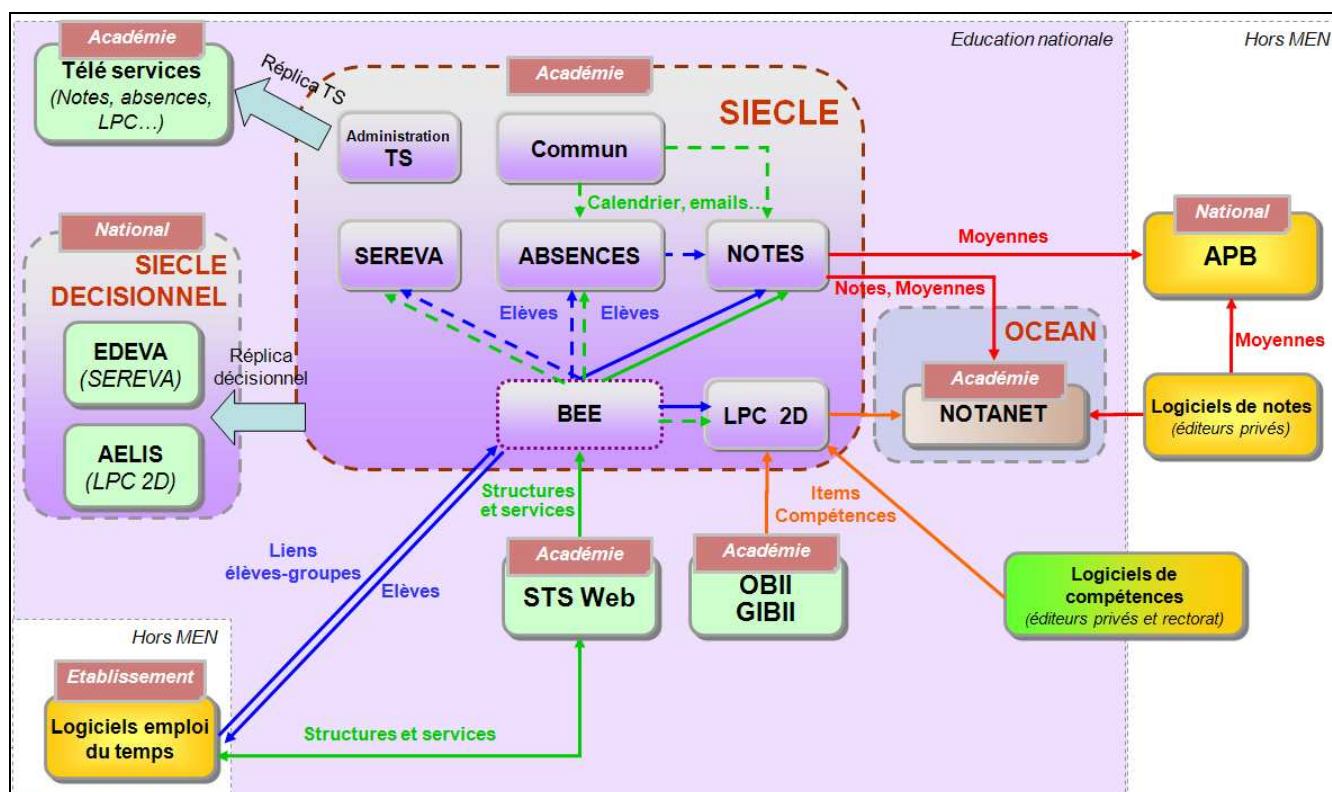 Académie
Télé services
(Notes, absences,
LPC…)
Réplica TS
Education nationale
Hors MEN
Académie
SIECLE
Administration
TS
Commun
Calendrier, emails…
National
SIECLE
DECISIONNEL
EDEVA
(SEREVA)
AELIS
(LPC 2D)
Réplica
décisionnel
SEREVA
ABSENCES
NOTES
Elèves
Elèves
Moyennes
Notes, Moyennes
National
APB
Moyennes
OCEAN
Académie
NOTANET
Logiciels de notes
(éditeurs privés)
BEE
LPC 2D
Structures
et services
Items
Compétences
Liens
élèves-groupes
Elèves
Académie
STS Web
Académie
OBII
GIBII
Logiciels de
compétences
(éditeurs privés et rectorat)
Hors MEN
Etablissement
Logiciels emploi
du temps
Structures et services